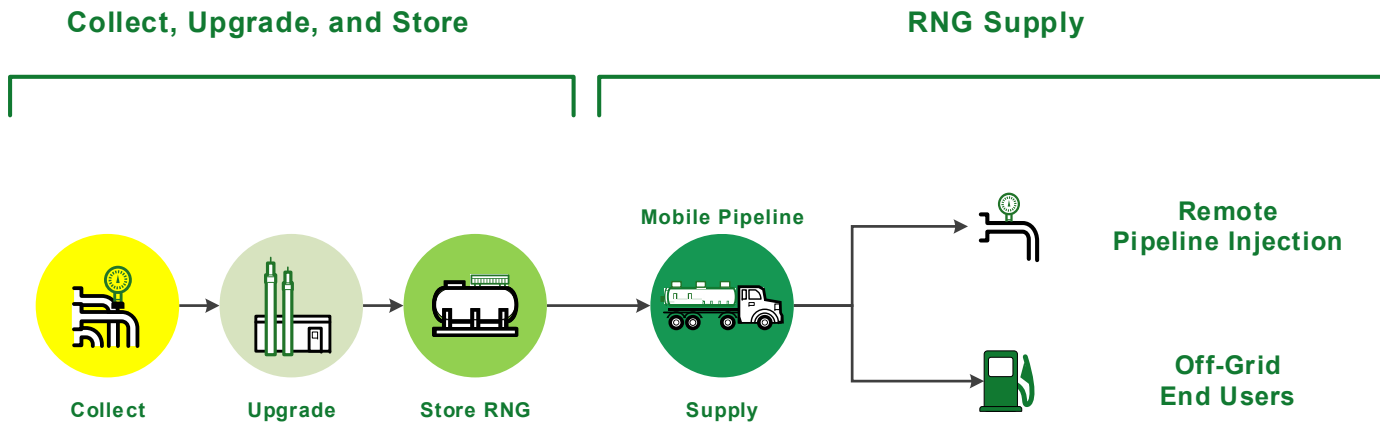 Collect, Upgrade, and Store
RNG Supply
Mobile Pipeline
Remote
Pipeline Injection
Off-Grid
End Users
Collect
Upgrade
Store RNG
Supply